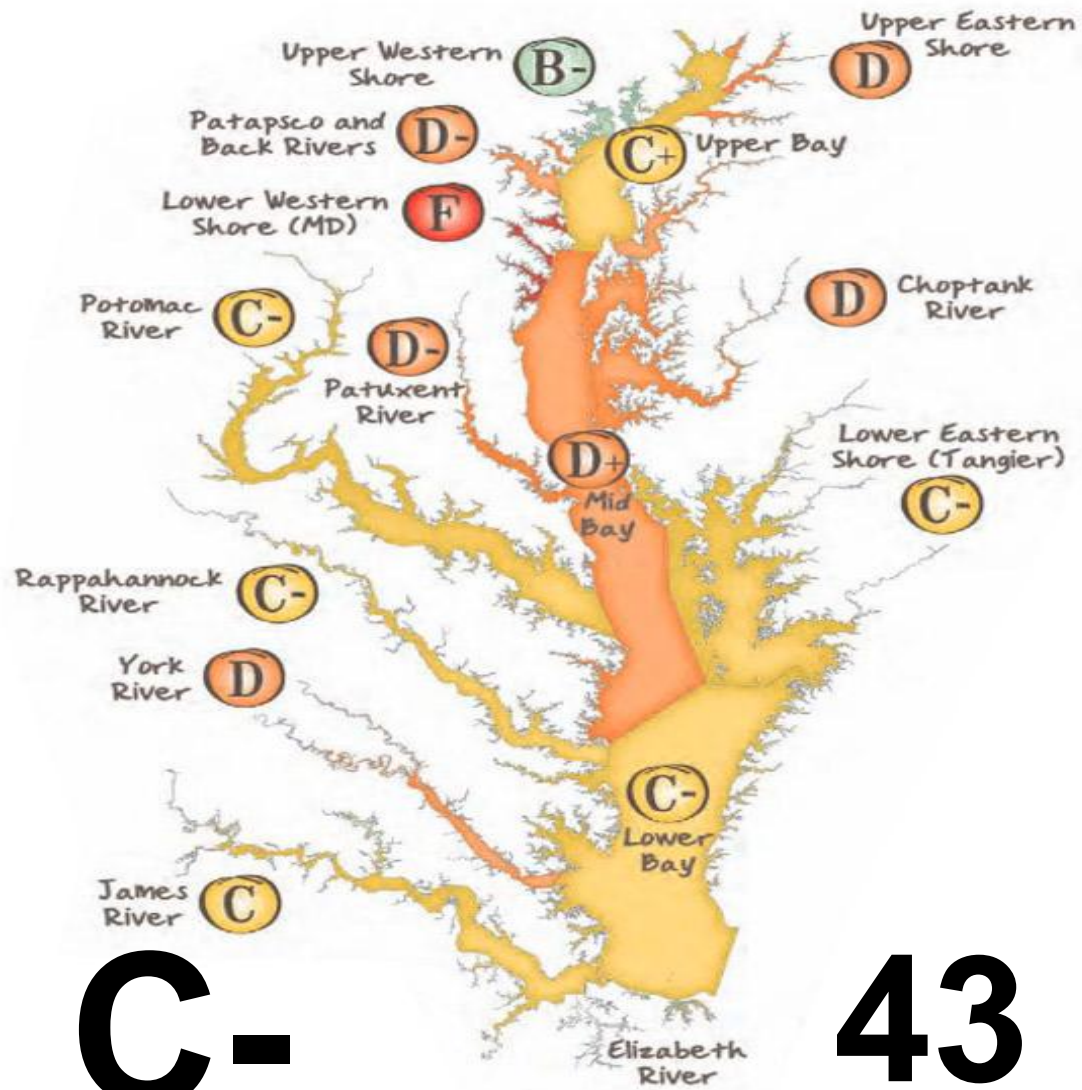 Upper Western
Shore
B-
Upper Eastern
Shore
D
Patapsco and
Back Rivers
D-
C+
Upper Bay
Lower Western
Shore (MD)
F
Potomac
River
C-
D-
Patuxent
River
D
Choptank
River
D+
Mid
Bay
Lower Eastern
Shore (Tangier)
C-
Rappahannock
River
C-
York
River
D
C-
Lower
Bay
James
River
C
Elizabeth
River
C-
43